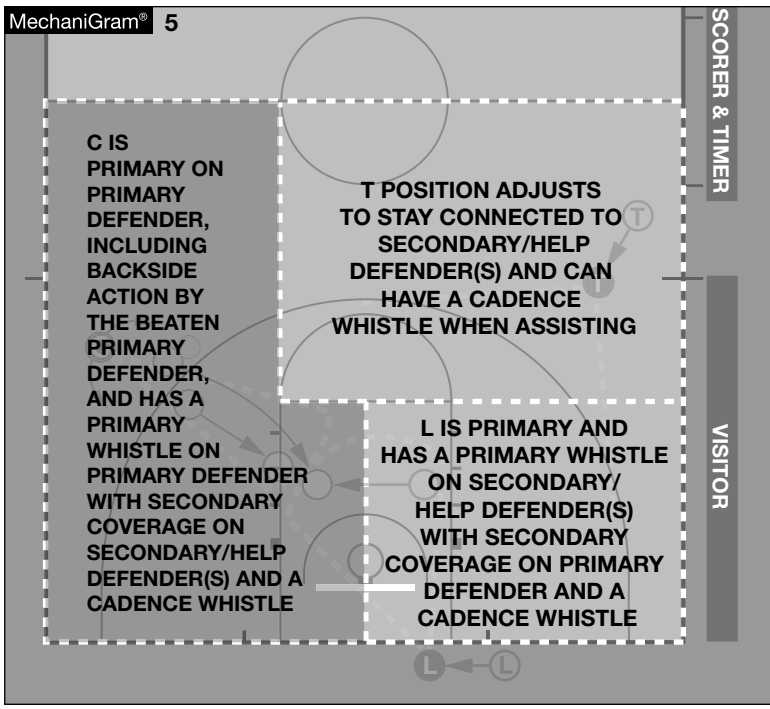 MechaniGram® 5
C IS
PRIMARY ON
PRIMARY
DEFENDER,
INCLUDING
BACKSIDE
ACTION BY
THE BEATEN
PRIMARY
DEFENDER,
AND HAS A
PRIMARY
WHISTLE ON
PRIMARY DEFENDER
WITH SECONDARY
COVERAGE ON
SECONDARY/HELP
DEFENDER(S) AND A
CADENCE WHISTLE
T POSITION ADJUSTS
TO STAY CONNECTED TO
SECONDARY/HELP
DEFENDER(S) AND CAN
HAVE A CADENCE
WHISTLE WHEN ASSISTING
T
T
L IS PRIMARY AND
HAS A PRIMARY WHISTLE
ON SECONDARY/
HELP DEFENDER(S)
WITH SECONDARY
COVERAGE ON PRIMARY
DEFENDER AND A
CADENCE WHISTLE
L
L
SCORER & TIMER
VISITOR